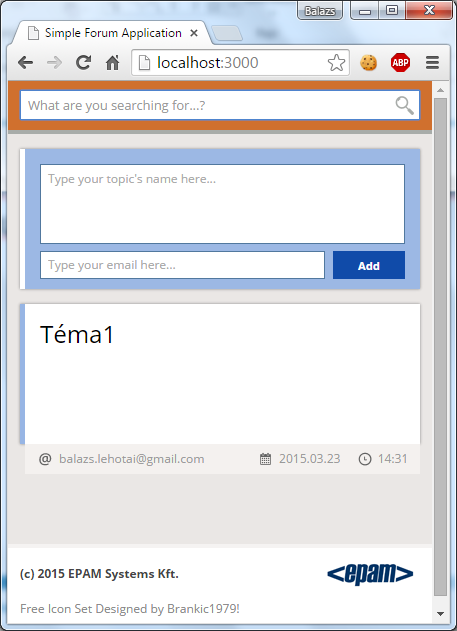 Balazs
Simple Forum Application
localhost:3000
ABP
What are you searching for...?
Type your topic's name here...
Type your email here...
Add
Téma1
@ balazs.lehotai@gmail.com 2015.03.23 14:31
(c) 2015 EPAM Systems Kft.
<epam>
Free Icon Set Designed by Brankic1979!